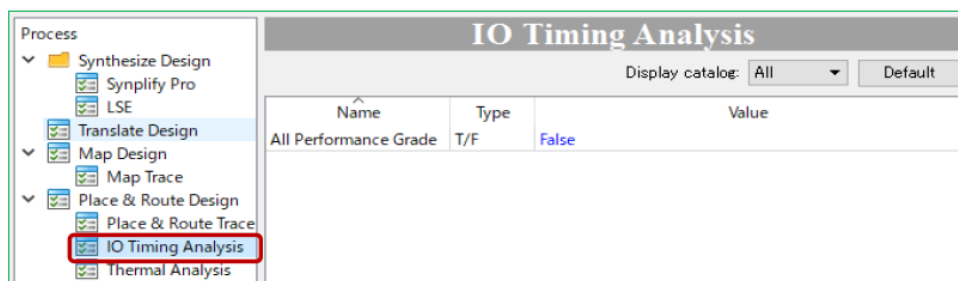 Process
Synthesize Design
Synplify Pro
LSE
Translate Design
Map Design
Map Trace
Place & Route Design
Place & Route Trace
IO Timing Analysis
Thermal Analysis
IO Timing Analysis
Display catalog: All Default
Name Type Value
All Performance Grade T/F False